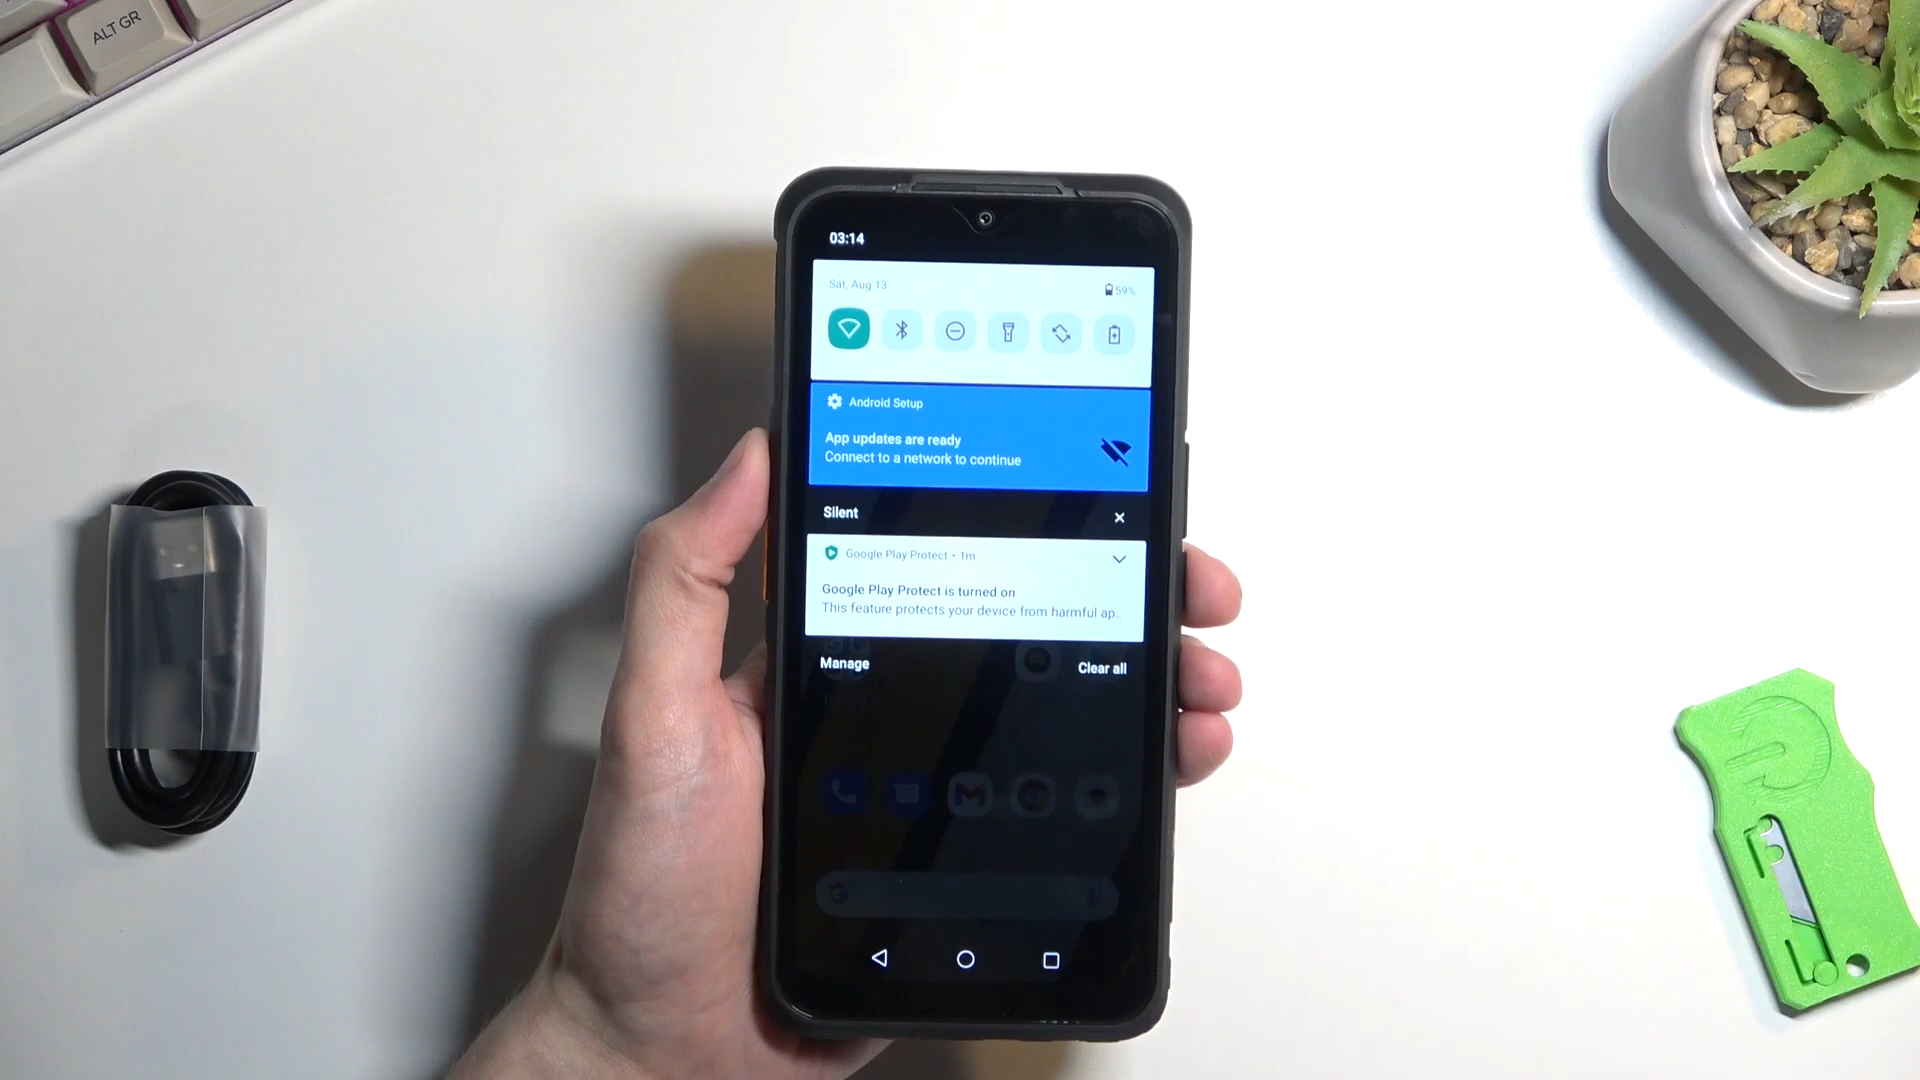 ALT GR
03:14
Sat, Aug 13
59%
Android Setup
App updates are ready
Connect to a network to continue
Silent
Google Play Protect • 1m
Google Play Protect is turned on
This feature protects your device from harmful ap..
Manage
Clear all
Google